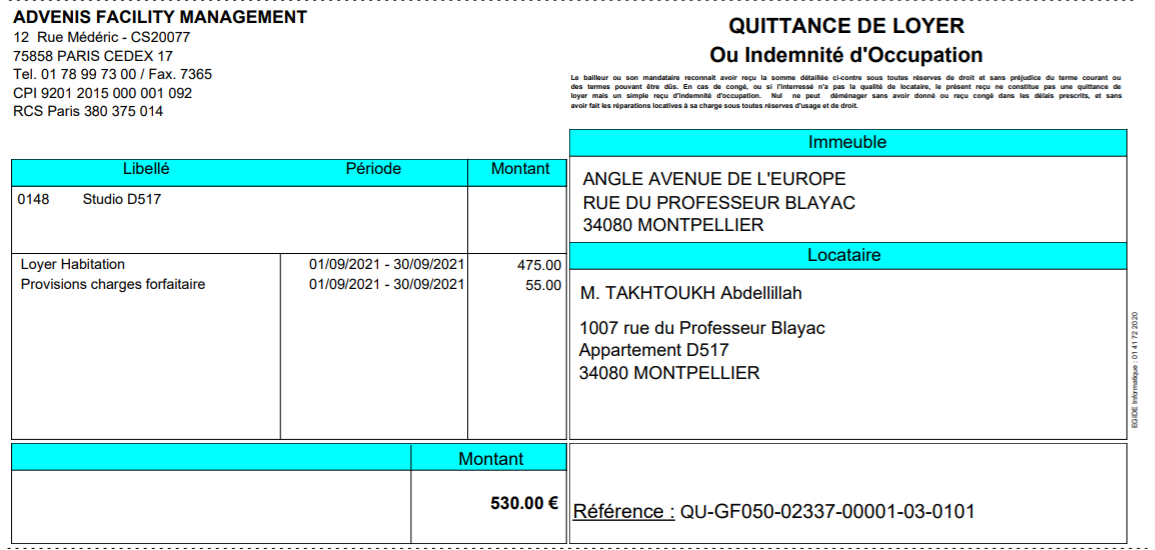 ADVENIS FACILITY MANAGEMENT
12 Rue Médéric - CS20077
75858 PARIS CEDEX 17
Tel. 01 78 99 73 00 / Fax. 7365
CPI 9201 2015 000 001 092
RCS Paris 380 375 014
QUITTANCE DE LOYER
Ou Indemnité d'Occupation
Le bailleur ou son mandataire reconnait avoir reçu la somme détaillée ci-contre sous toutes réserves de droit et sans préjudice du terme courant ou
des termes pouvant être dûs. En cas de congé, ou si l'interressé n'a pas la qualité de locataire, le présent reçu ne constitue pas une quittance de
loyer mais un simple reçu d'indemnité d'occupation. Nul ne peut déménager sans avoir donné ou reçu congé dans les délais prescrits, et sans
avoir fait les réparations locatives à sa charge sous toutes réserves d'usage et de droit.
Libellé Période Montant
0148 Studio D517
Loyer Habitation 01/09/2021 - 30/09/2021 475.00
Provisions charges forfaitaire 01/09/2021 - 30/09/2021 55.00
Montant
530.00 €
Immeuble
ANGLE AVENUE DE L'EUROPE
RUE DU PROFESSEUR BLAYAC
34080 MONTPELLIER
Locataire
M. TAKHTOUKH Abdellillah
1007 rue du Professeur Blayac
Appartement D517
34080 MONTPELLIER
Référence : QU-GF050-02337-00001-03-0101
EGIDE Informatique : 01 41 72 20 20